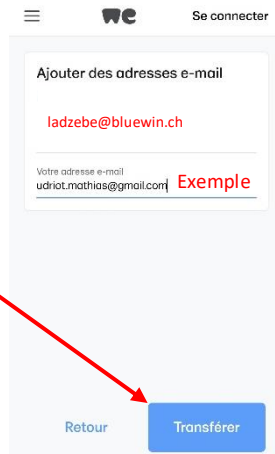 we Se connecter
Ajouter des adresses e-mail
ladzebe@bluewin.ch
Votre adresse e-mail
udriot.mathias@gmail.com Exemple
Retour Transférer